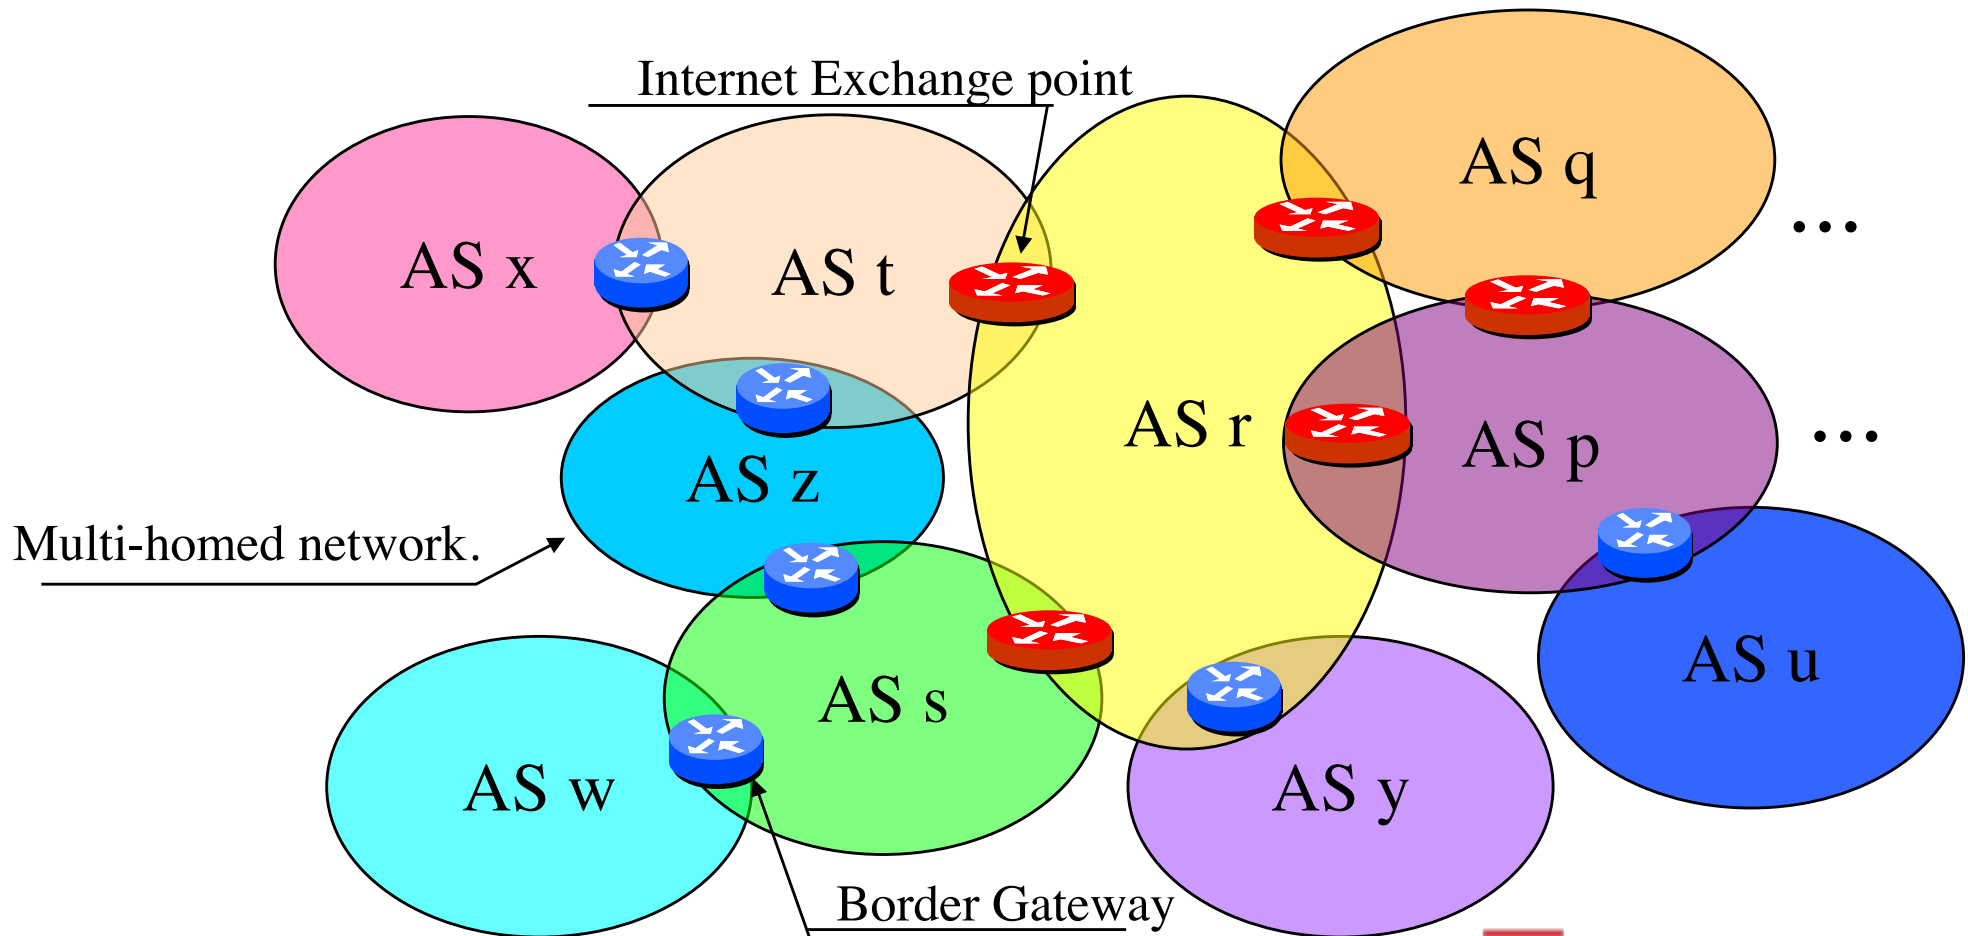 Internet Exchange point
AS q
AS x
AS t
...
AS r
AS p
...
AS z
Multi-homed network.
AS u
AS s
AS w
AS y
Border Gateway